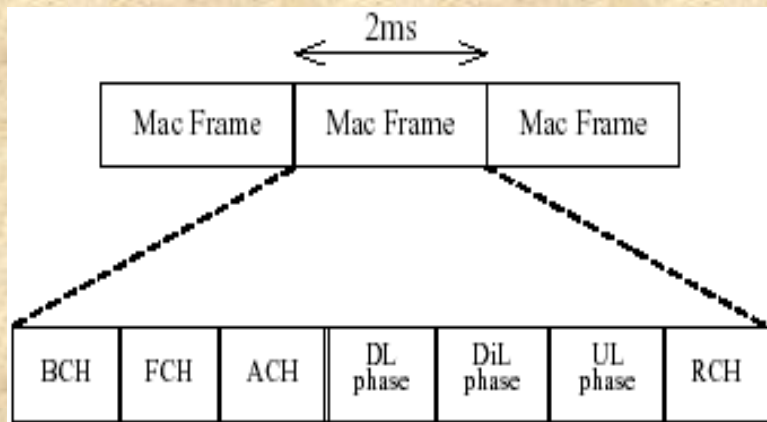 2ms
Mac Frame Mac Frame Mac Frame
BCH FCH ACH DL phase DiL phase UL phase RCH